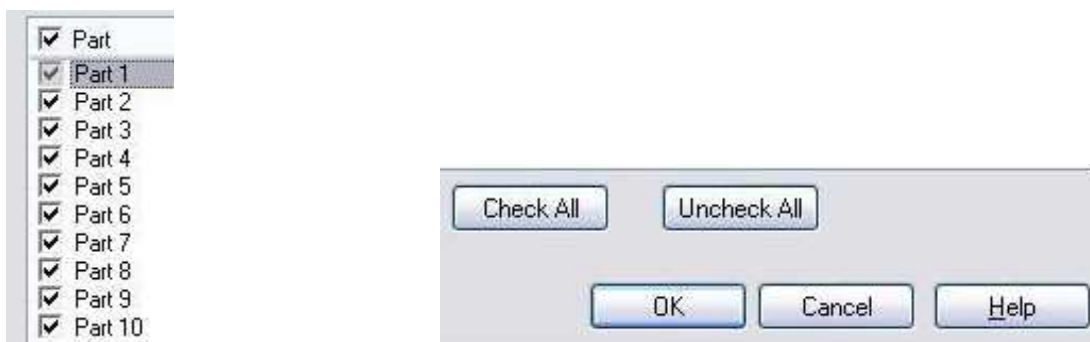 Part
Part 1
Part 2
Part 3
Part 4
Part 5
Part 6
Part 7
Part 8
Part 9
Part 10
Check All Uncheck All
OK Cancel Help